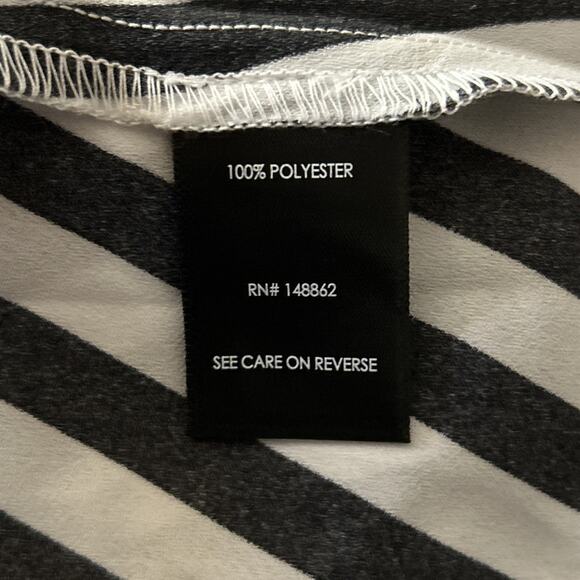 100% POLYESTER
RN# 148862
SEE CARE ON REVERSE